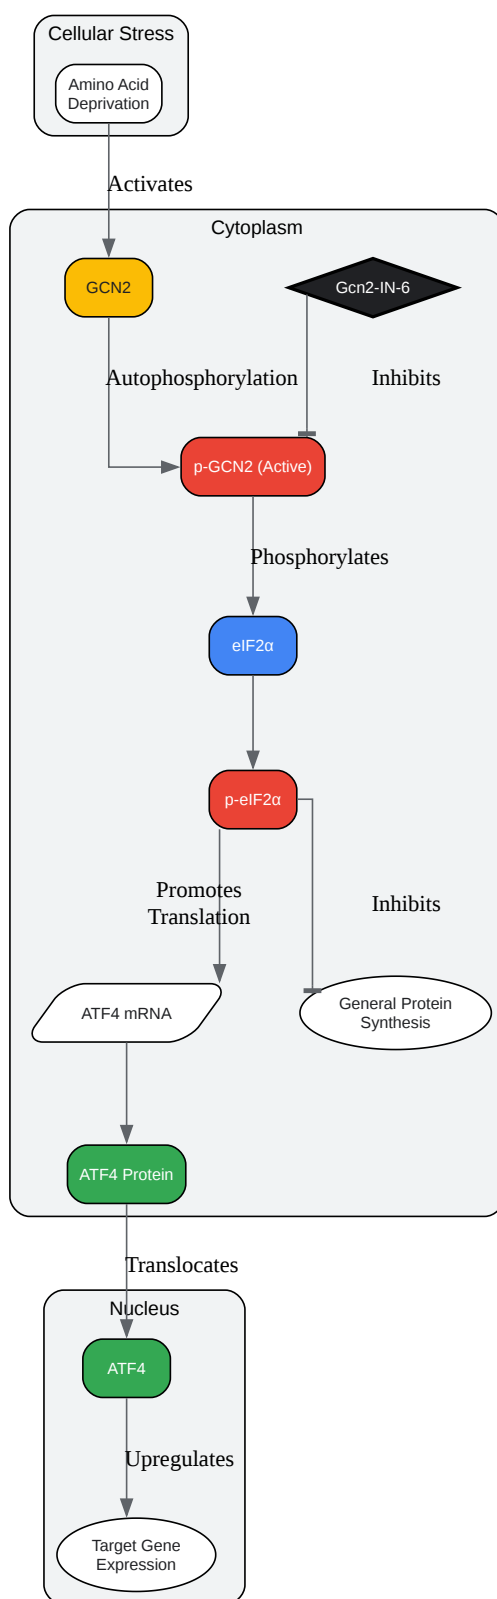 Cellular Stress
Amino Acid
Deprivation
Activates
Cytoplasm
GCN2
Gcn2-IN-6
Autophosphorylation
Inhibits
p-GCN2 (Active)
Phosphorylates
eIF2α
p-eIF2α
Promotes
Translation
Inhibits
ATF4 mRNA
General Protein
Synthesis
ATF4 Protein
Translocates
Nucleus
ATF4
Upregulates
Target Gene
Expression